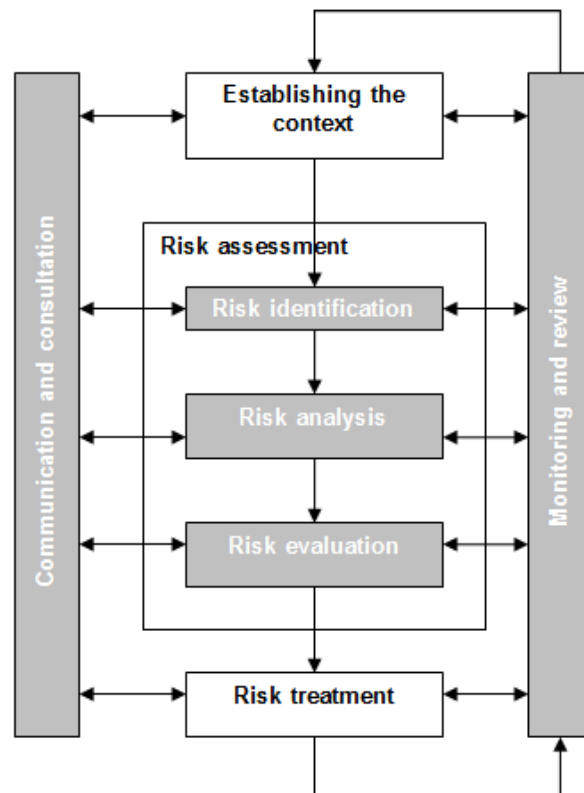 Establishing the
context
Risk assessment
Risk identification
Risk analysis
Risk evaluation
Risk treatment
Communication and consultation
Monitoring and review